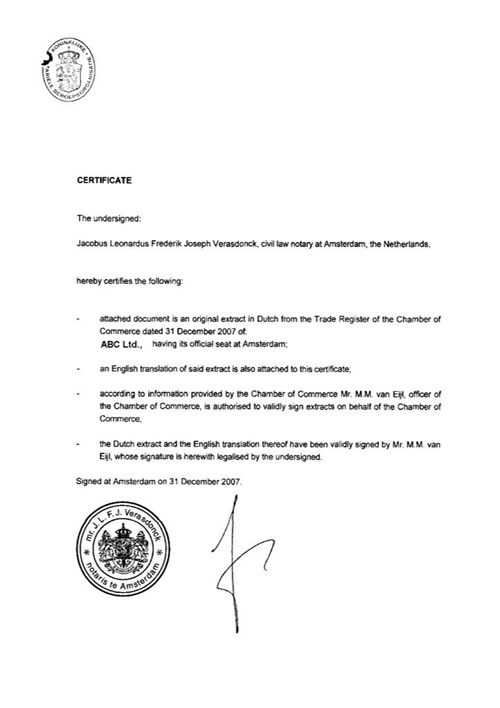 KONINKLIJKE
NOTARIËLE BEROEPSORGANISATIE
CERTIFICATE
The undersigned:
Jacobus Leonardus Frederik Joseph Verasdonck, civil law notary at Amsterdam, the Netherlands,
hereby certifies the following:
- attached document is an original extract in Dutch from the Trade Register of the Chamber of
Commerce dated 31 December 2007 of:
ABC Ltd., having its official seat at Amsterdam;
- an English translation of said extract is also attached to this certificate;
- according to information provided by the Chamber of Commerce Mr. M.M. van Eijl, officer of
the Chamber of Commerce, is authorised to validly sign extracts on behalf of the Chamber of
Commerce;
- the Dutch extract and the English translation thereof have been validly signed by Mr. M.M. van
Eijl, whose signature is herewith legalised by the undersigned.
Signed at Amsterdam on 31 December 2007.
mr. J. L. F. J. Verasdonck
* notaris te Amsterdam *